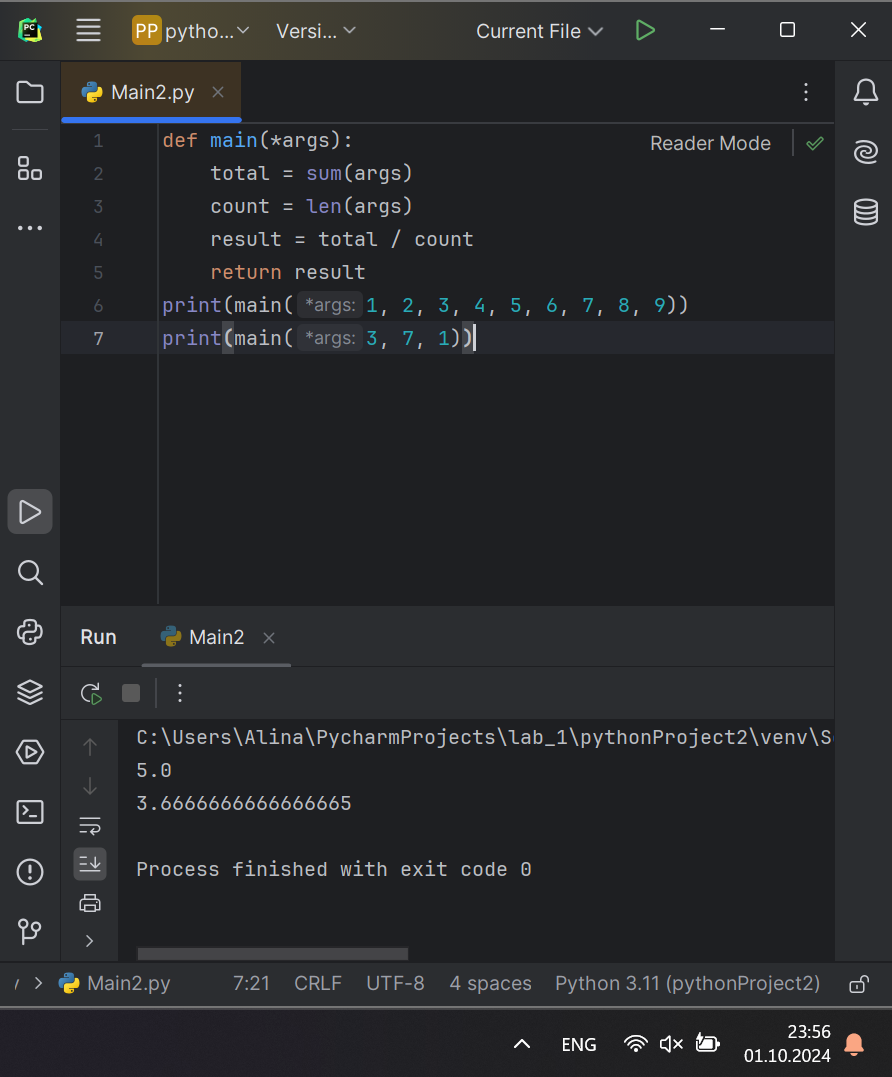 PC
PP pytho... Versi... Current File
Main2.py
Reader Mode
1 def main(*args):
2 total = sum(args)
3 count = len(args)
4 result = total / count
5 return result
6 print(main( *args: 1, 2, 3, 4, 5, 6, 7, 8, 9))
7 print(main( *args: 3, 7, 1))
Run Main2
C:\Users\Alina\PycharmProjects\lab_1\pythonProject2\venv\S
5.0
3.6666666666666665
Process finished with exit code 0
Main2.py 7:21 CRLF UTF-8 4 spaces Python 3.11 (pythonProject2)
ENG 23:56
01.10.2024